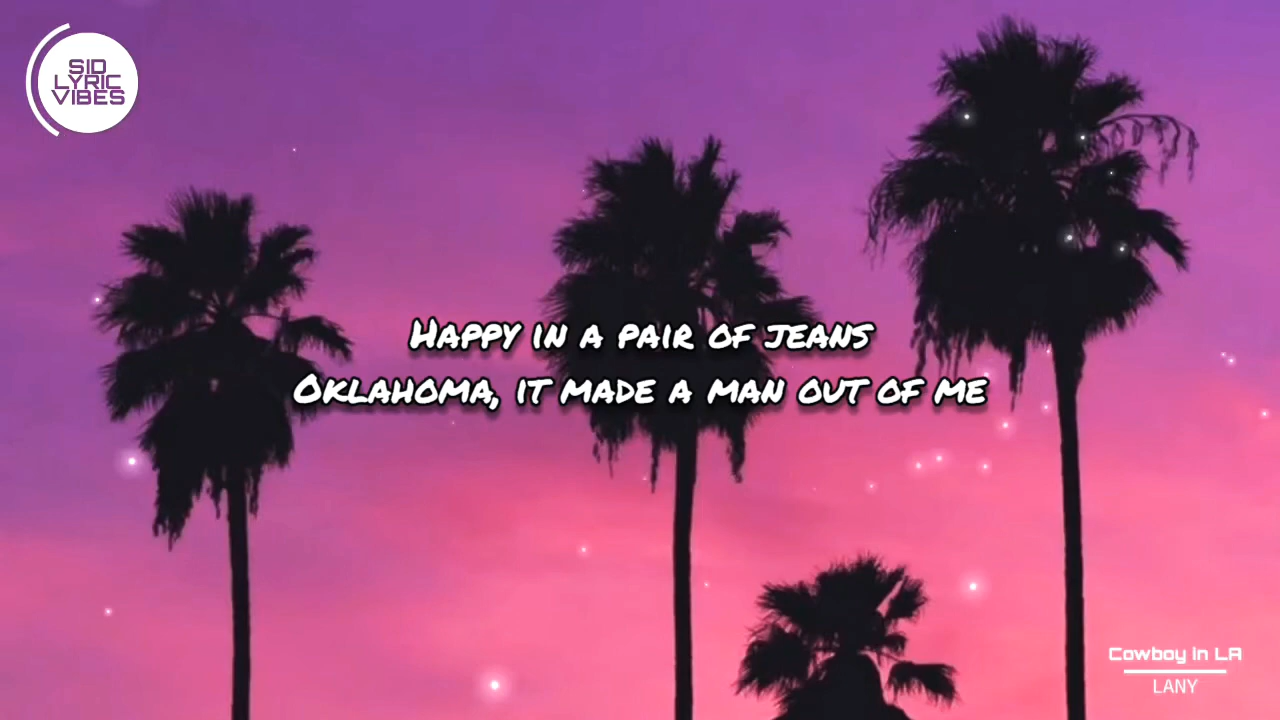 SID
LYRIC
VIBES
Happy in a pair of jeans
Oklahoma, it made a man out of me
Cowboy In LA
LANY